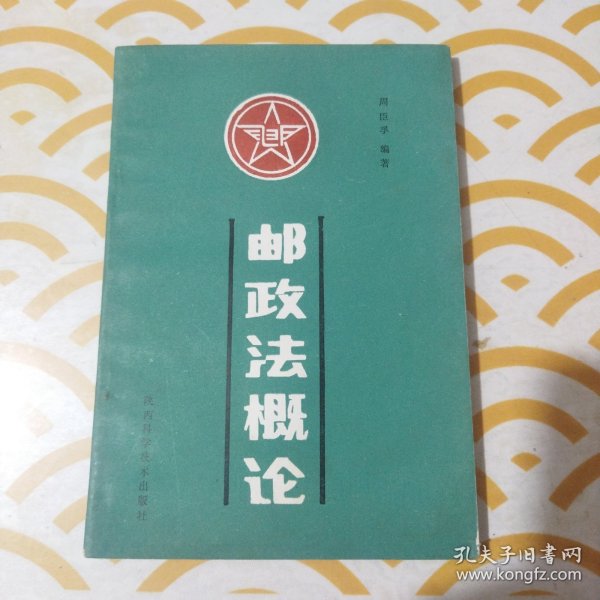 周臣孚 编著
邮政法概论
陕西科学技术出版社
孔夫子旧书网
www.kongfz.com